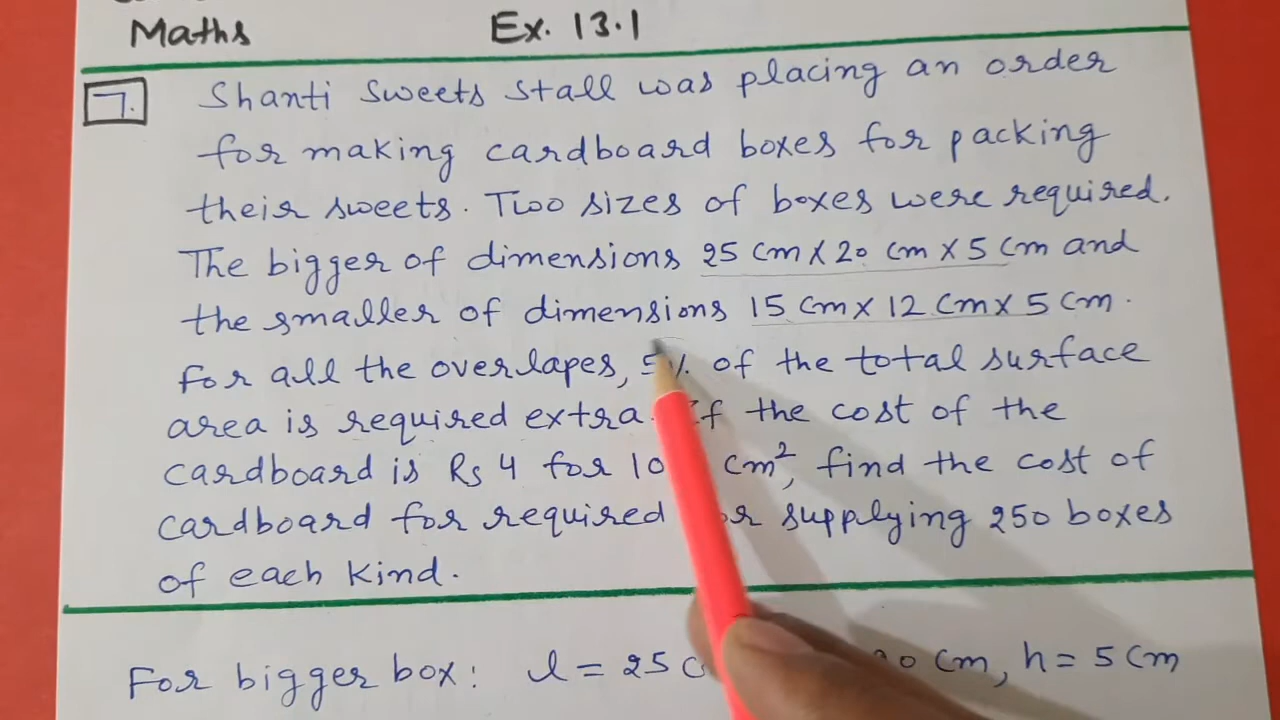 Maths Ex. 13.1
7. Shanti Sweets Stall was placing an order
for making cardboard boxes for packing
their sweets. Two sizes of boxes were required.
The bigger of dimensions 25 cm x 20 cm x 5 cm and
the smaller of dimensions 15 cm x 12 cm x 5 cm.
For all the overlapes, 5% of the total surface
area is required extra. If the cost of the
cardboard is Rs 4 for 10 cm², find the cost of
cardboard for required supplying 250 boxes
of each kind.
For bigger box: l = 25 cm, h = 5 cm